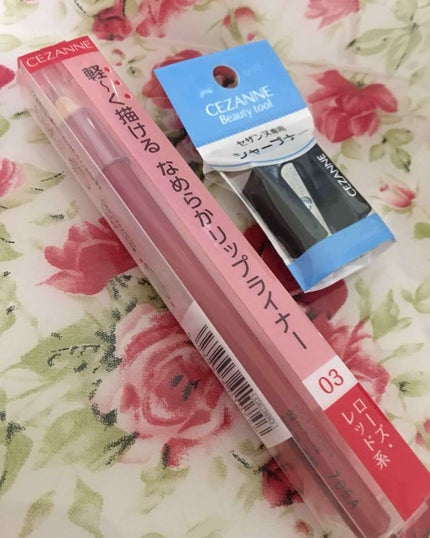 CEZANNE
軽〜く描ける なめらかリップライナー
03
ローズ・
レッド系
796A
CEZANNE
Beauty tool
セザンヌ専用
シャープナー
CEZANNE